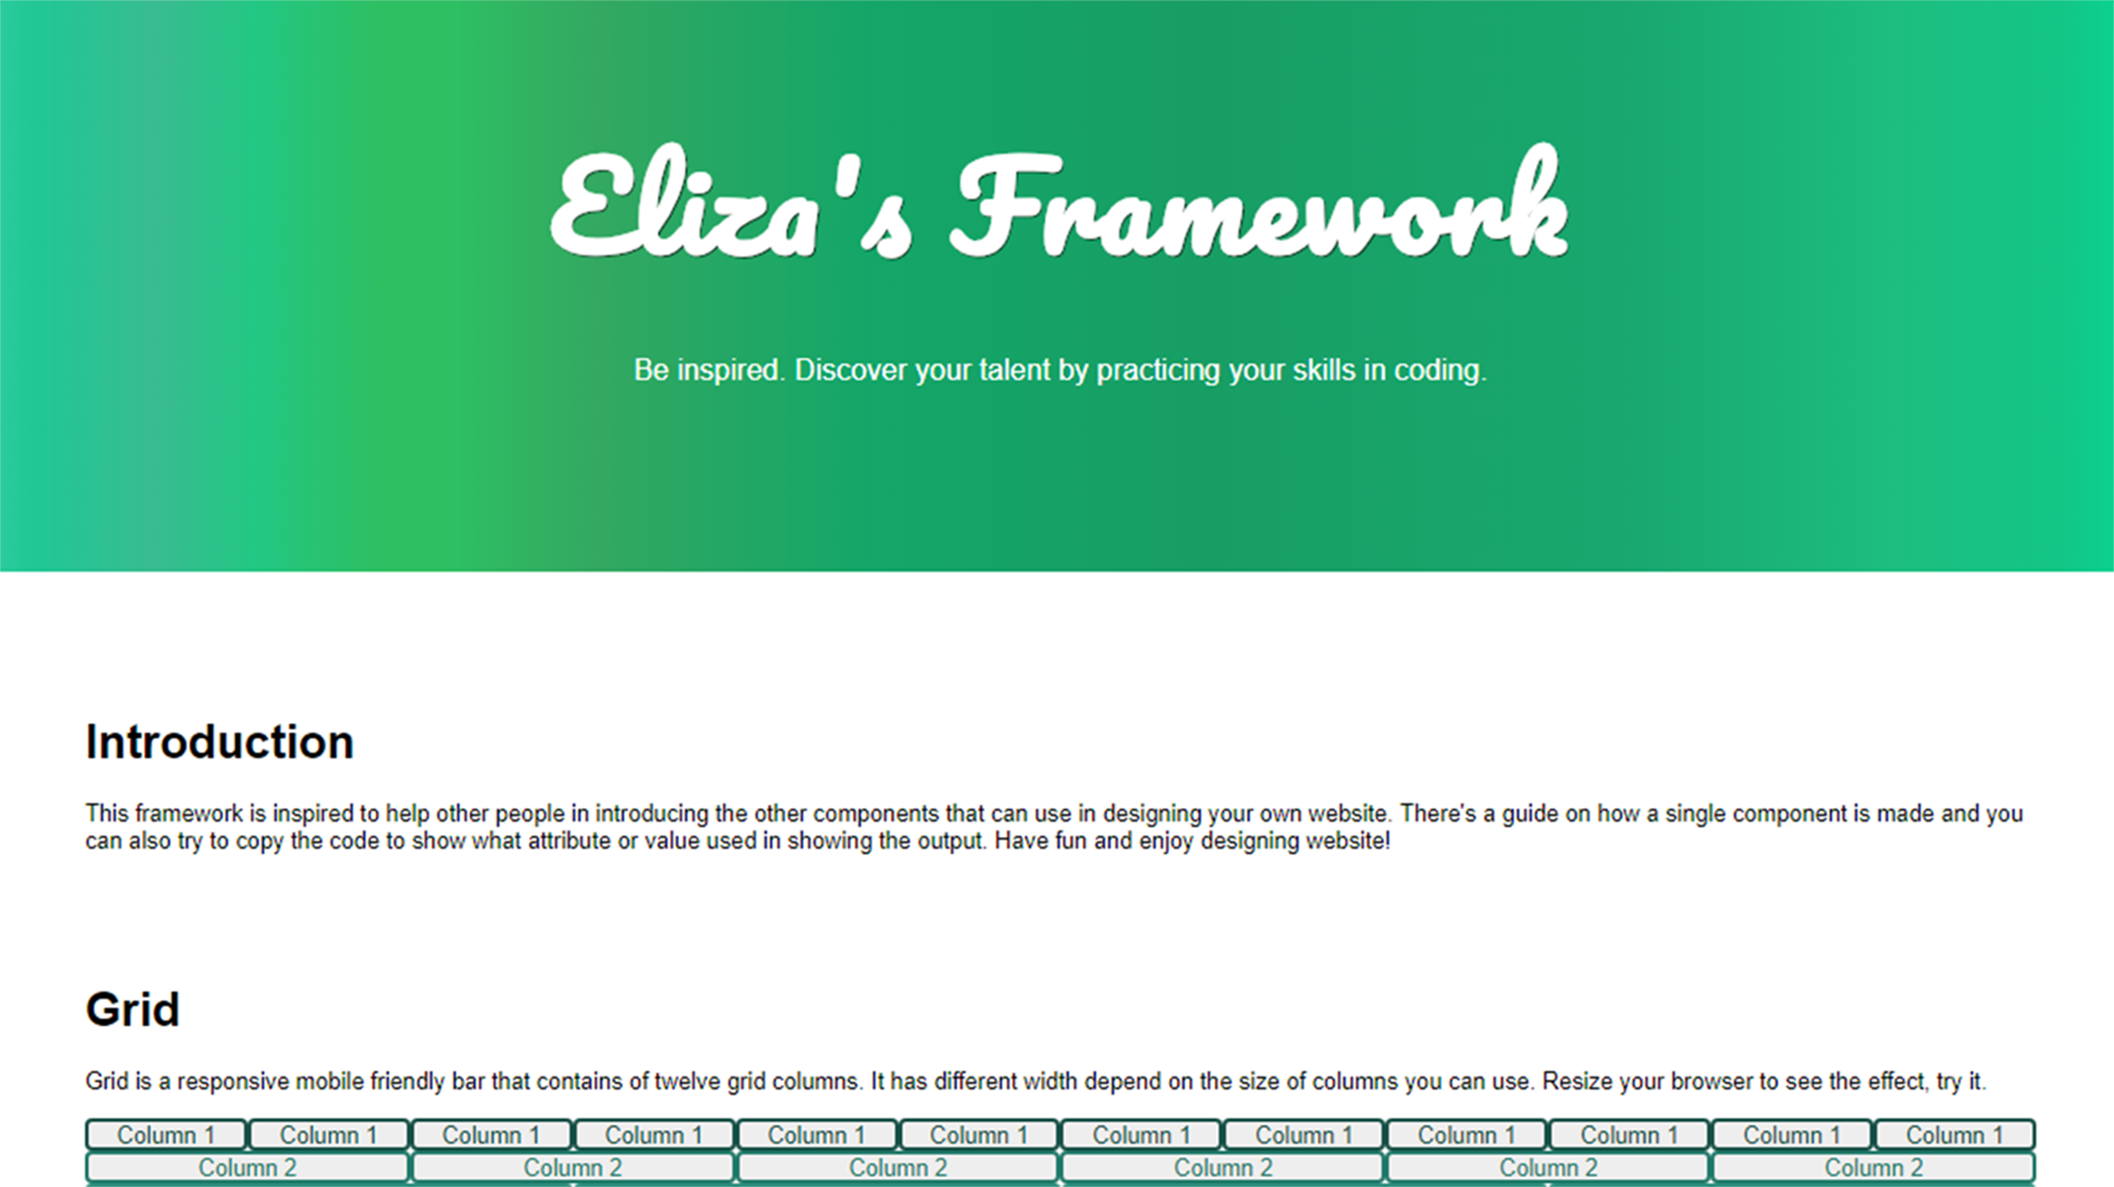 Eliza's Framework
Be inspired. Discover your talent by practicing your skills in coding.
Introduction
This framework is inspired to help other people in introducing the other components that can use in designing your own website. There's a guide on how a single component is made and you
can also try to copy the code to show what attribute or value used in showing the output. Have fun and enjoy designing website!
Grid
Grid is a responsive mobile friendly bar that contains of twelve grid columns. It has different width depend on the size of columns you can use. Resize your browser to see the effect, try it.
Column 1 Column 1 Column 1 Column 1 Column 1 Column 1 Column 1 Column 1 Column 1 Column 1 Column 1 Column 1
Column 2 Column 2 Column 2 Column 2 Column 2 Column 2